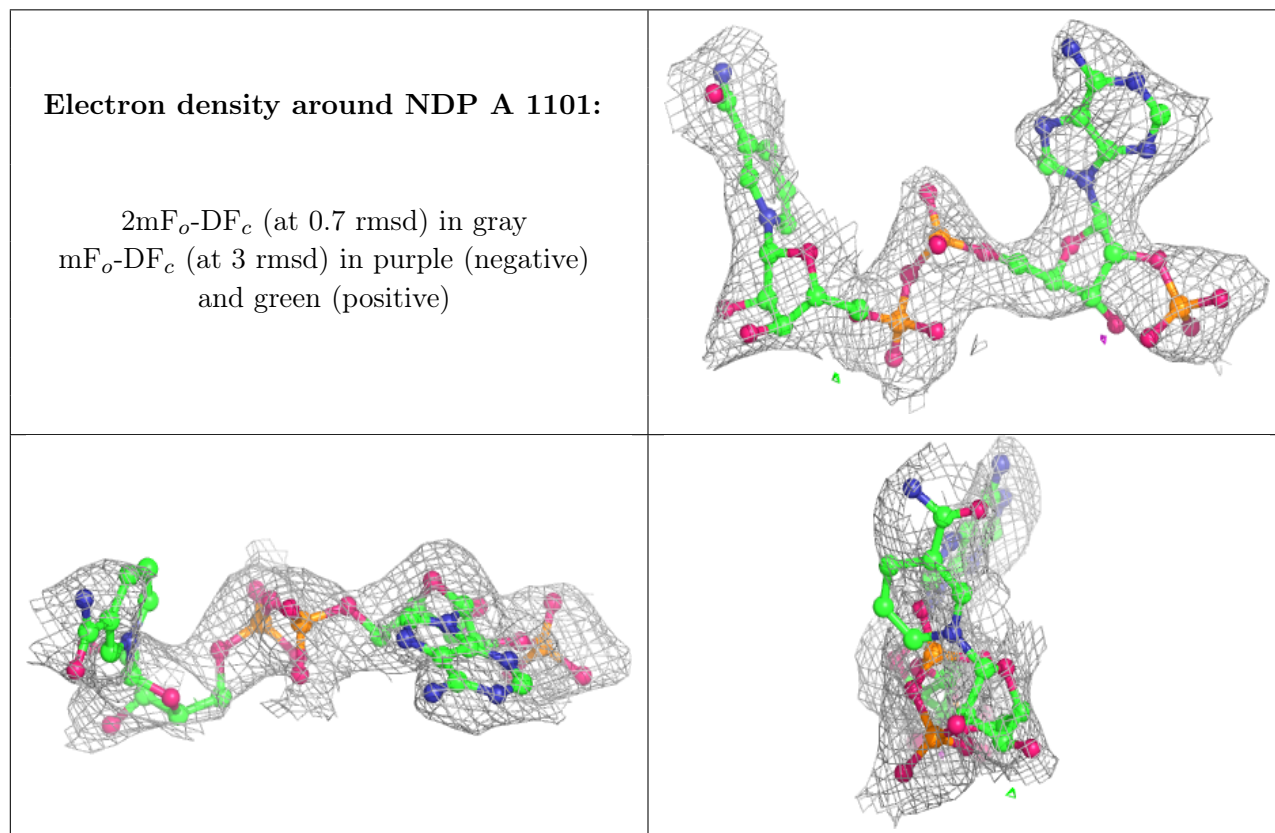 Electron density around NDP A 1101:
2mFo-DFc (at 0.7 rmsd) in gray
mFo-DFc (at 3 rmsd) in purple (negative)
and green (positive)